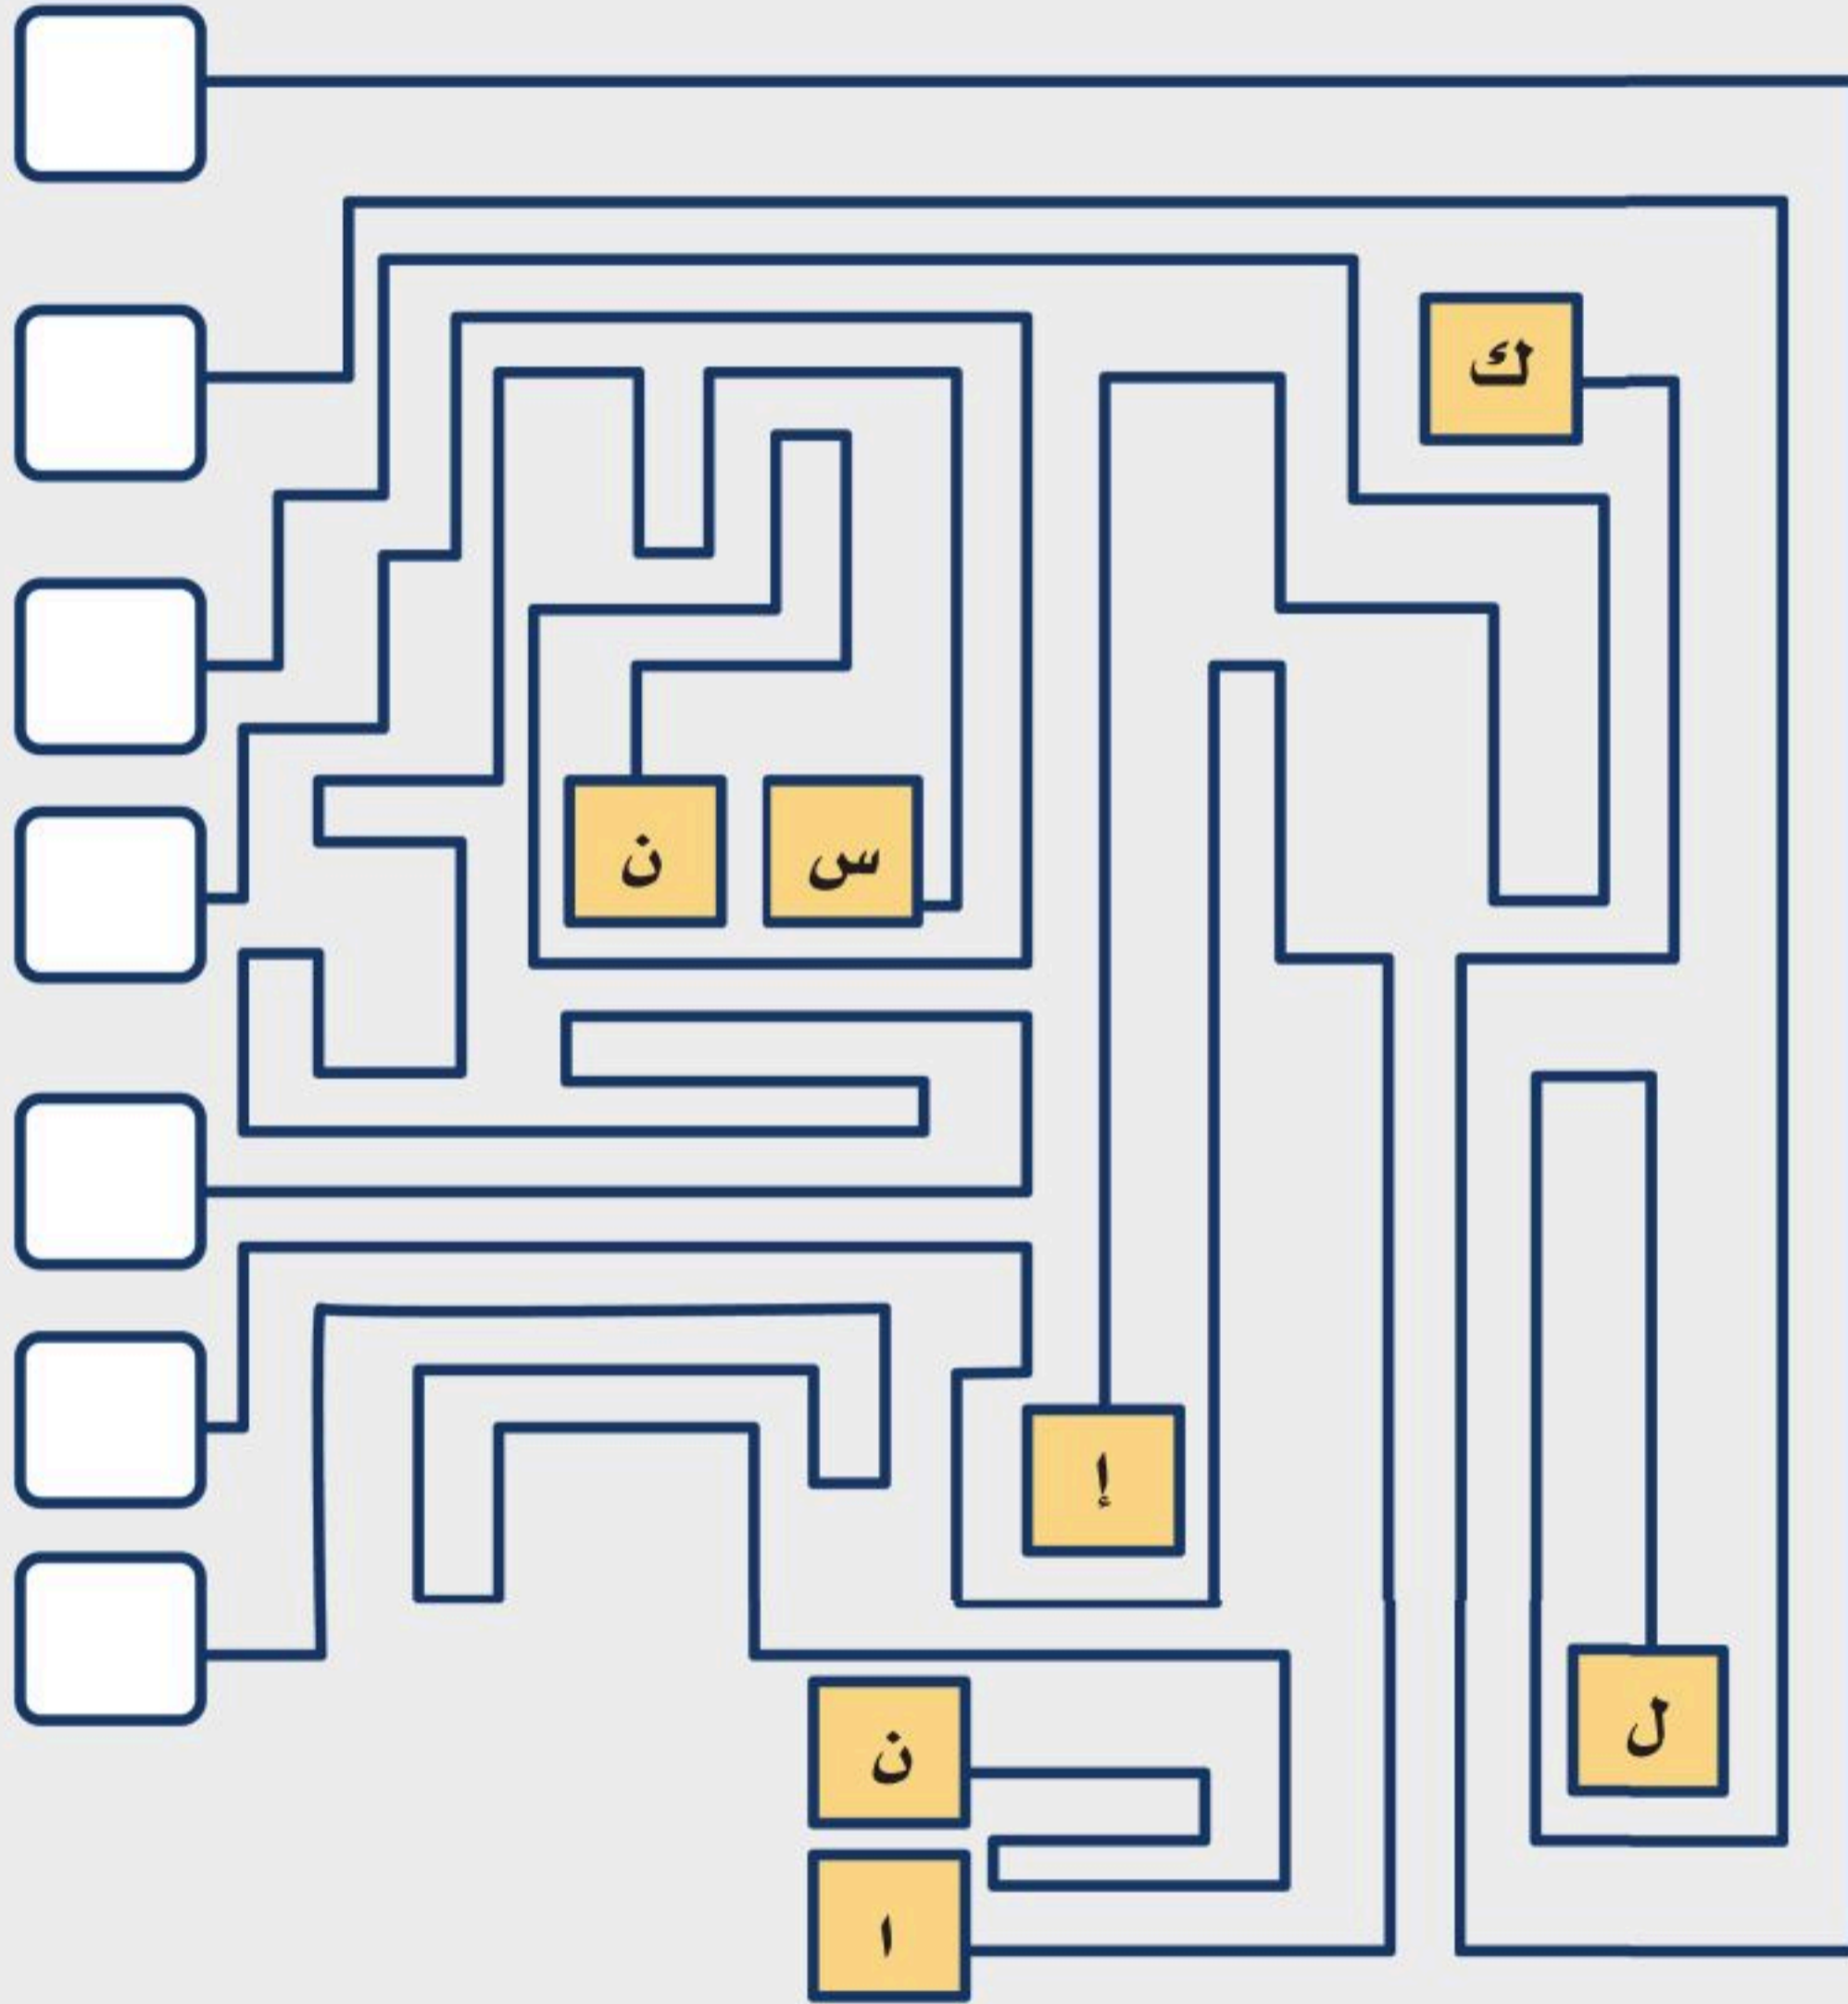 ك
ن س
إ
ل
ن
ا